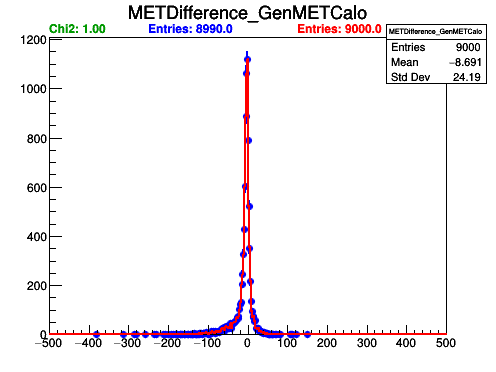 METDifference_GenMETCalo
Chi2: 1.00 Entries: 8990.0 Entries: 9000.0
METDifference_GenMETCalo
Entries 9000
Mean −8.691
Std Dev 24.19
1200
1000
800
600
400
200
0
−500 −400 −300 −200 −100 0 100 200 300 400 500